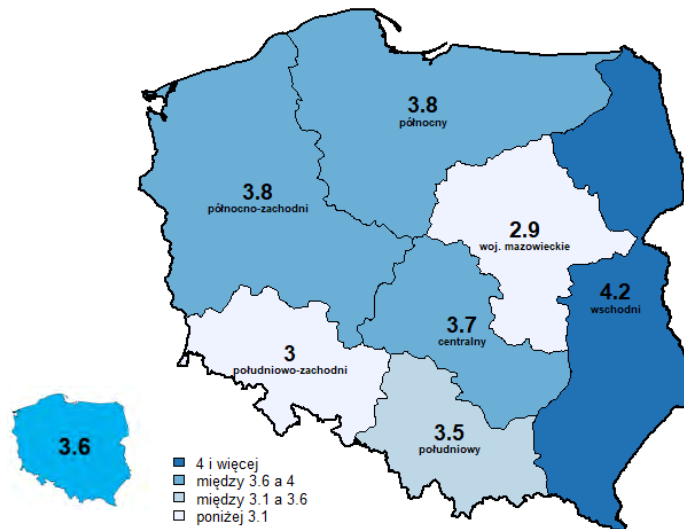 3.8
północny
3.8
północno-zachodni
2.9
woj. mazowieckie
4.2
wschodni
3.7
centralny
3
południowo-zachodni
3.5
południowy
3.6
4 i więcej
między 3.6 a 4
między 3.1 a 3.6
poniżej 3.1